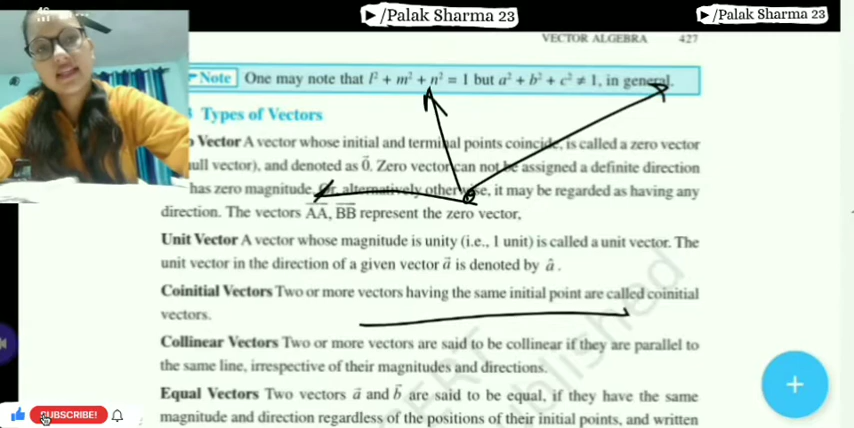 /Palak Sharma 23
/Palak Sharma 23
VECTOR ALGEBRA 427
Note One may note that l² + m² + n² = 1 but a² + b² + c² ≠ 1, in general.
Types of Vectors
Vector A vector whose initial and terminal points coincide, is called a zero vector
null vector), and denoted as 0⃗. Zero vector can not be assigned a definite direction
has zero magnitude. Or, alternatively otherwise, it may be regarded as having any
direction. The vectors A͞A͞, B͞B͞ represent the zero vector,
Unit Vector A vector whose magnitude is unity (i.e., 1 unit) is called a unit vector. The
unit vector in the direction of a given vector a⃗ is denoted by â .
Coinitial Vectors Two or more vectors having the same initial point are called coinitial
vectors.
Collinear Vectors Two or more vectors are said to be collinear if they are parallel to
the same line, irrespective of their magnitudes and directions.
Equal Vectors Two vectors a⃗ and b⃗ are said to be equal, if they have the same
magnitude and direction regardless of the positions of their initial points, and written
SUBSCRIBE!